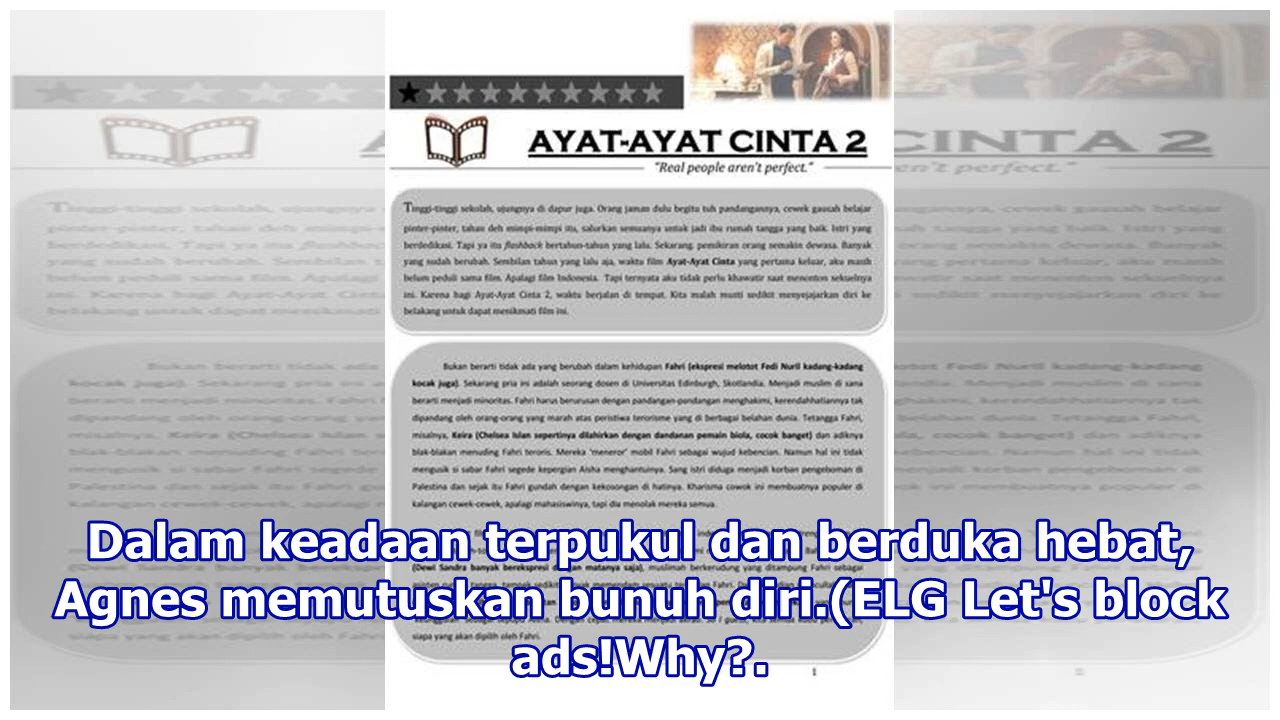 AYAT-AYAT CINTA 2
"Real people aren't perfect."
Tinggi-tinggi sekolah, ujungnya di dapur juga. Orang jaman dulu begitu tuh pandangannya, cewek gausah belajar
pinter-pinter, tahan deh mimpi-mimpi itu, salurkan semuanya untuk jadi ibu rumah tangga yang baik. Istri yang
berdedikasi. Tapi ya itu flashback bertahun-tahun yang lalu. Sekarang, pemikiran orang semakin dewasa. Banyak
yang sudah berubah. Sembilan tahun yang lalu aja, waktu film Ayat-Ayat Cinta yang pertama keluar, aku masih
belum peduli sama film. Apalagi film Indonesia. Tapi ternyata aku tidak perlu khawatir saat menonton sekuelnya
ini. Karena bagi Ayat-Ayat Cinta 2, waktu berjalan di tempat. Kita malah musti sedikit menyejajarkan diri ke
belakang untuk dapat menikmati film ini.
Bukan berarti tidak ada yang berubah dalam kehidupan Fahri (ekspresi melotot Fedi Nuril kadang-kadang
kocak juga). Sekarang pria ini adalah seorang dosen di Universitas Edinburgh, Skotlandia. Menjadi muslim di sana
berarti menjadi minoritas. Fahri harus berurusan dengan pandangan-pandangan menghakimi, kerendahhatiannya tak
dipandang oleh orang-orang yang marah atas peristiwa terorisme yang di berbagai belahan dunia. Tetangga Fahri,
misalnya, Keira (Chelsea Islan sepertinya dilahirkan dengan dandanan pemain biola, cocok banget) dan adiknya
blak-blakan menuding Fahri teroris. Mereka 'meneror' mobil Fahri sebagai wujud kebencian. Namun hal ini tidak
mengusik si sabar Fahri segede kepergian Aisha menghantuinya. Sang istri diduga menjadi korban pengeboman di
Palestina dan sejak itu Fahri gundah dengan kekosongan di hatinya. Kharisma cowok ini membuatnya populer di
kalangan cewek-cewek, apalagi mahasiswinya, tapi dia menolak mereka semua.
Dalam keadaan terpukul dan berduka hebat,
(Dewi Sandra banyak berekspresi dengan matanya saja), muslimah berkerudung yang ditampung Fahri sebagai
Agnes memutuskan bunuh diri.(ELG Let's block
siapa yang akan dipilih oleh Fahri.
ads!Why?.
1